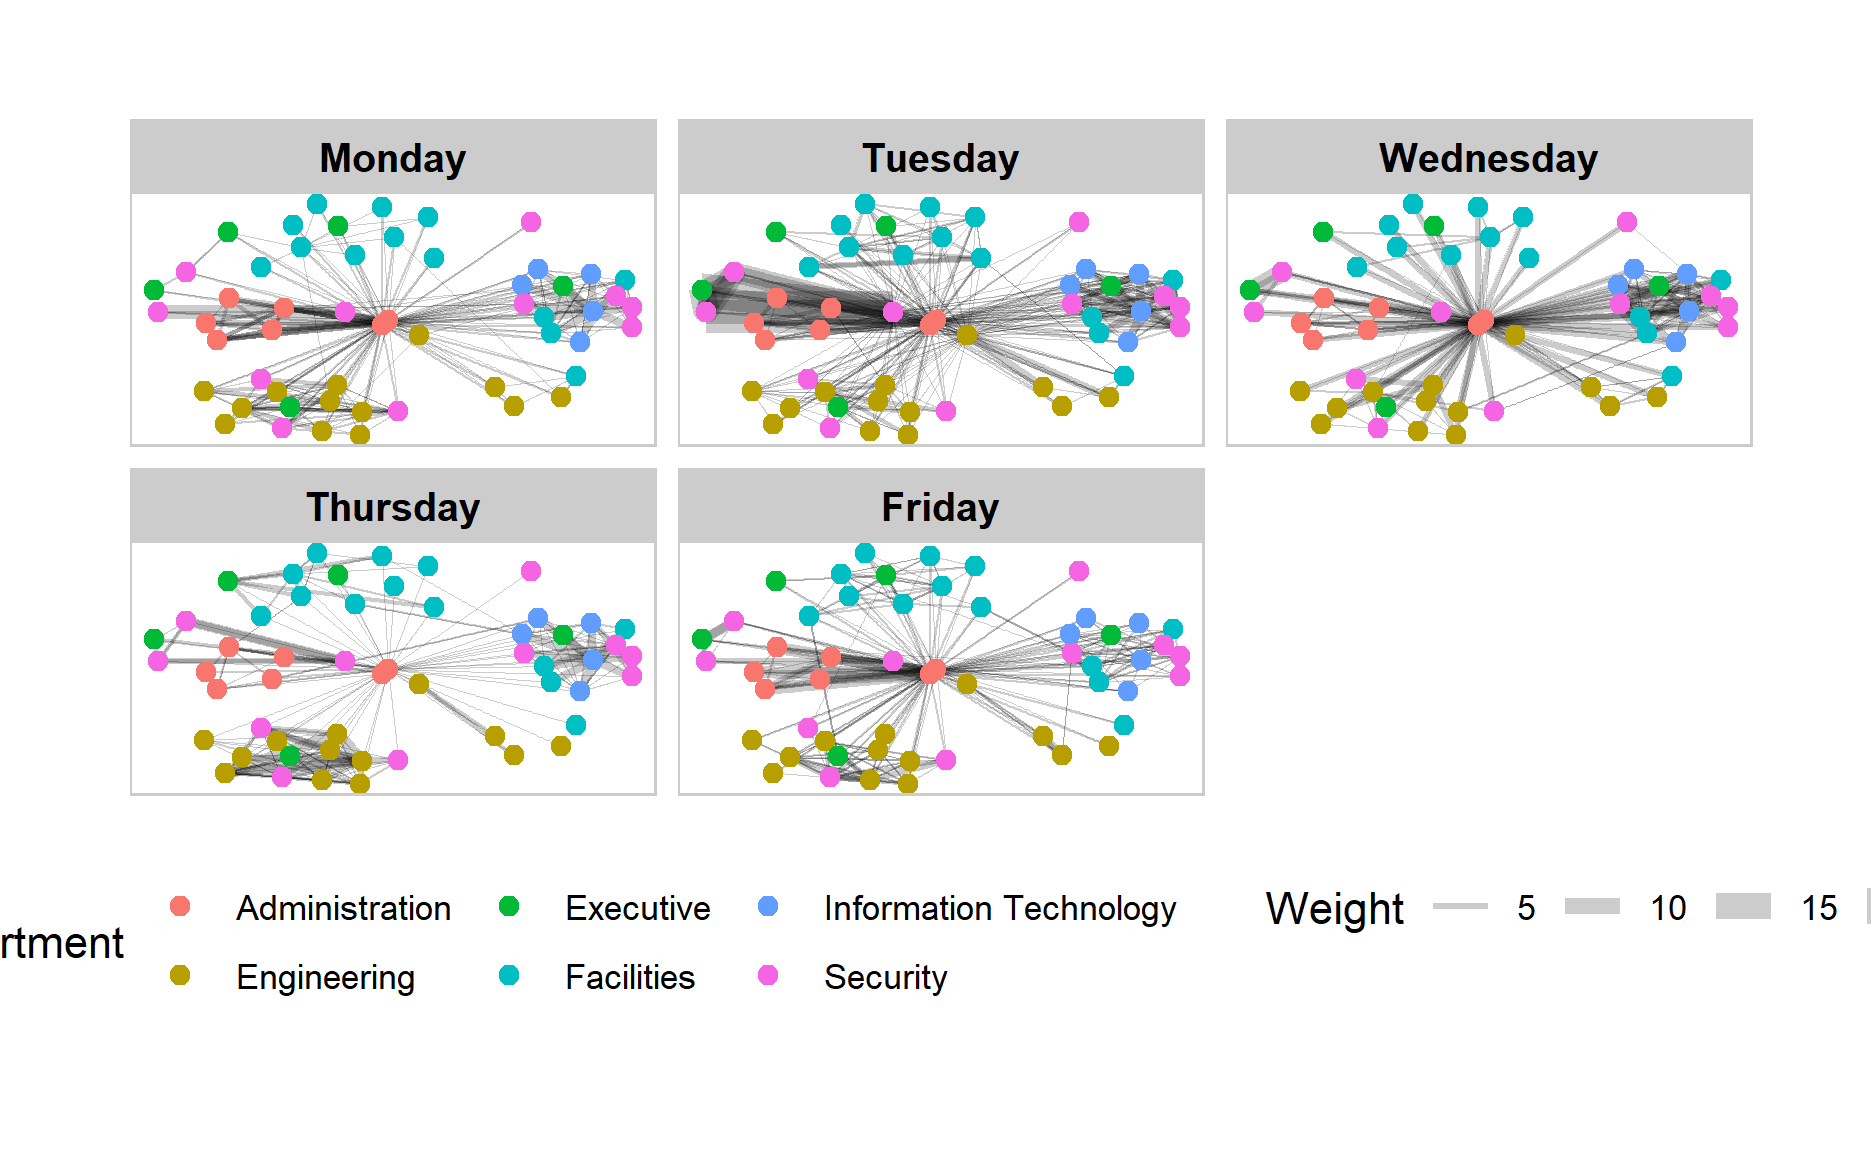 Monday
Tuesday
Wednesday
Thursday
Friday
rtment
Administration
Executive
Information Technology
Engineering
Facilities
Security
Weight
5
10
15